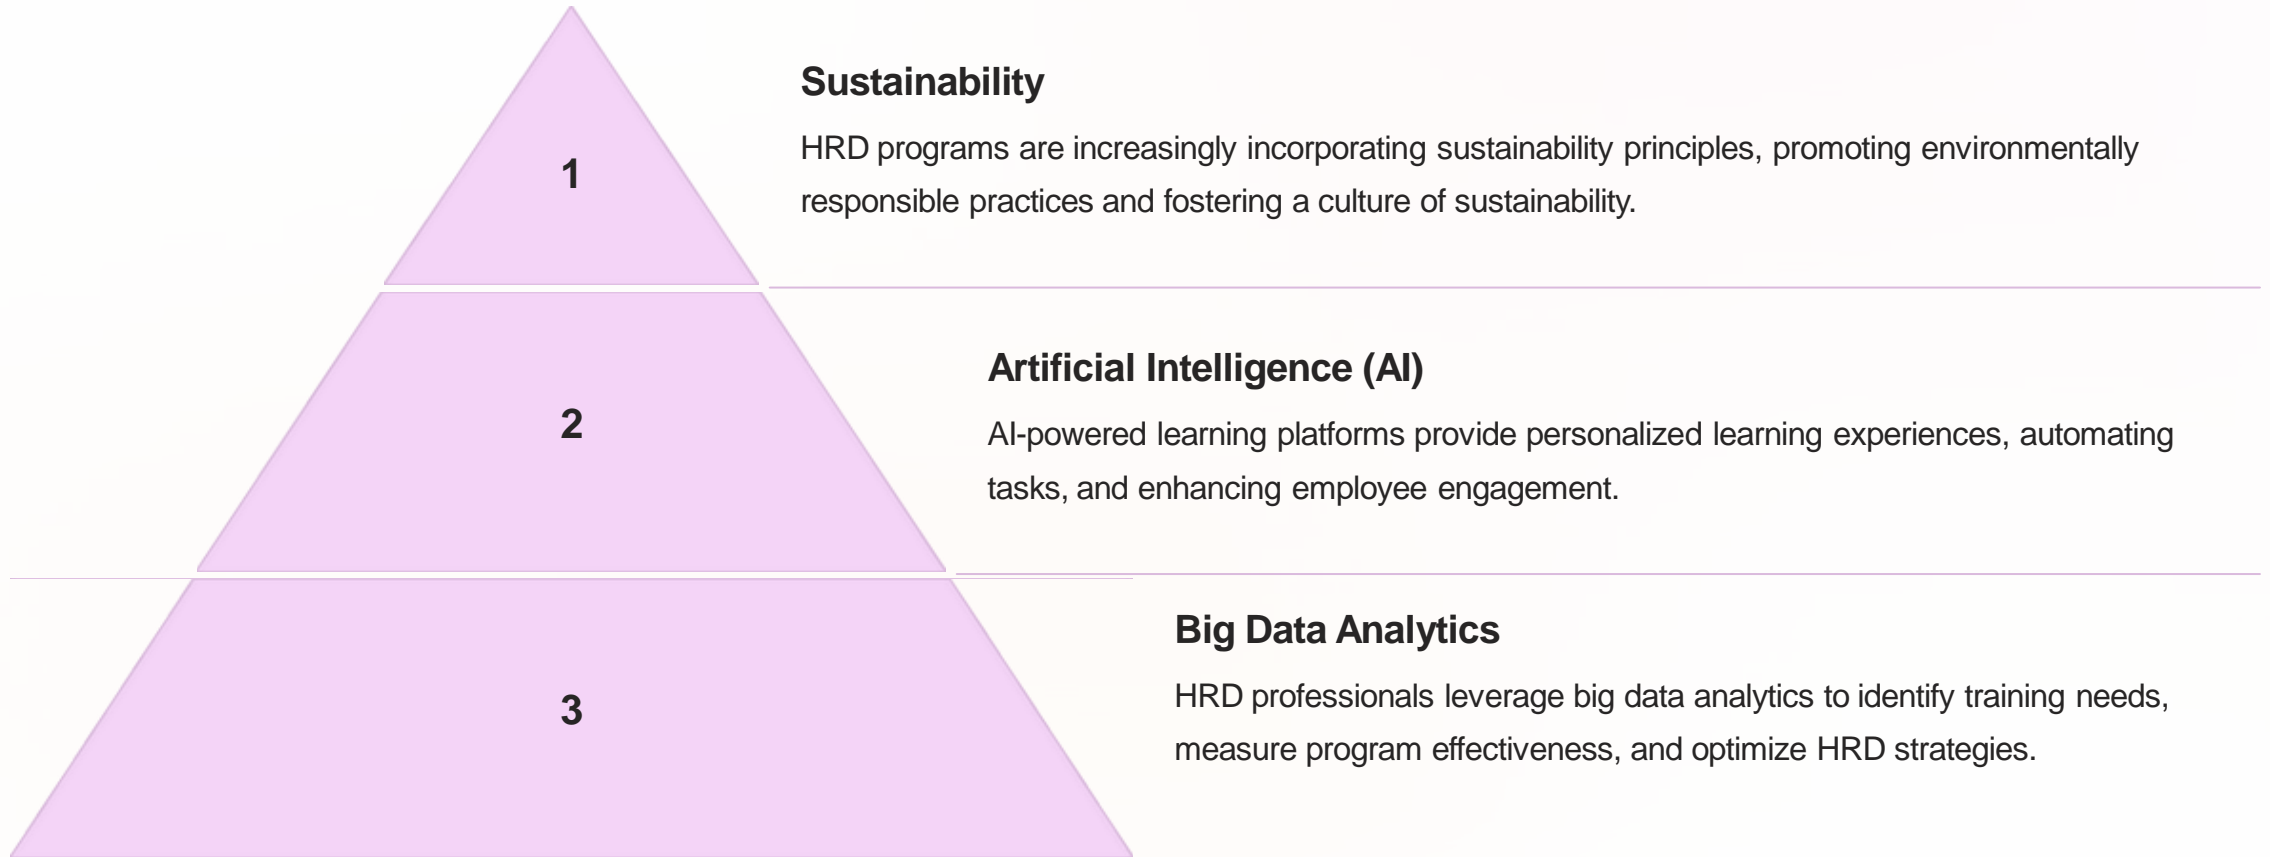 Sustainability
1
HRD programs are increasingly incorporating sustainability principles, promoting environmentally
responsible practices and fostering a culture of sustainability.
Artificial Intelligence (AI)
2
AI-powered learning platforms provide personalized learning experiences, automating
tasks, and enhancing employee engagement.
Big Data Analytics
3
HRD professionals leverage big data analytics to identify training needs,
measure program effectiveness, and optimize HRD strategies.